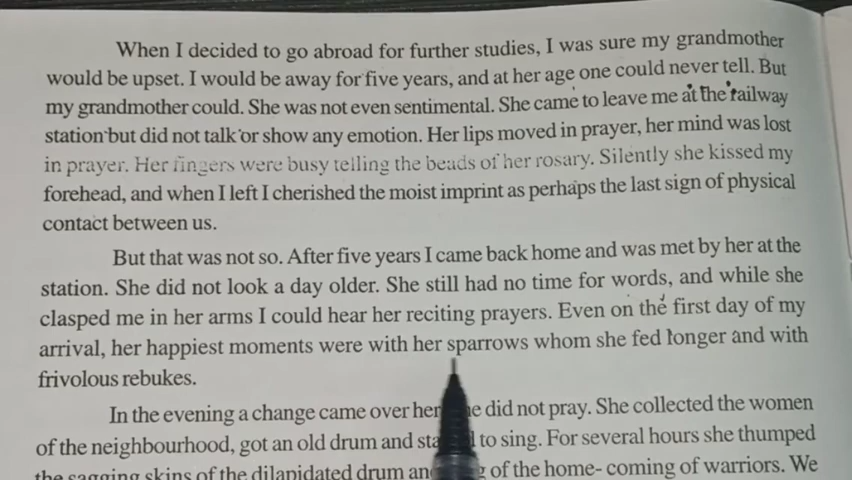 When I decided to go abroad for further studies, I was sure my grandmother
would be upset. I would be away for five years, and at her age one could never tell. But
my grandmother could. She was not even sentimental. She came to leave me at the railway
station but did not talk or show any emotion. Her lips moved in prayer, her mind was lost
in prayer. Her fingers were busy telling the beads of her rosary. Silently she kissed my
forehead, and when I left I cherished the moist imprint as perhaps the last sign of physical
contact between us.
But that was not so. After five years I came back home and was met by her at the
station. She did not look a day older. She still had no time for words, and while she
clasped me in her arms I could hear her reciting prayers. Even on the first day of my
arrival, her happiest moments were with her sparrows whom she fed longer and with
frivolous rebukes.
In the evening a change came over her did not pray. She collected the women
of the neighbourhood, got an old drum and to sing. For several hours she thumped
the sagging skins of the dilapidated drum of the home- coming of warriors. We